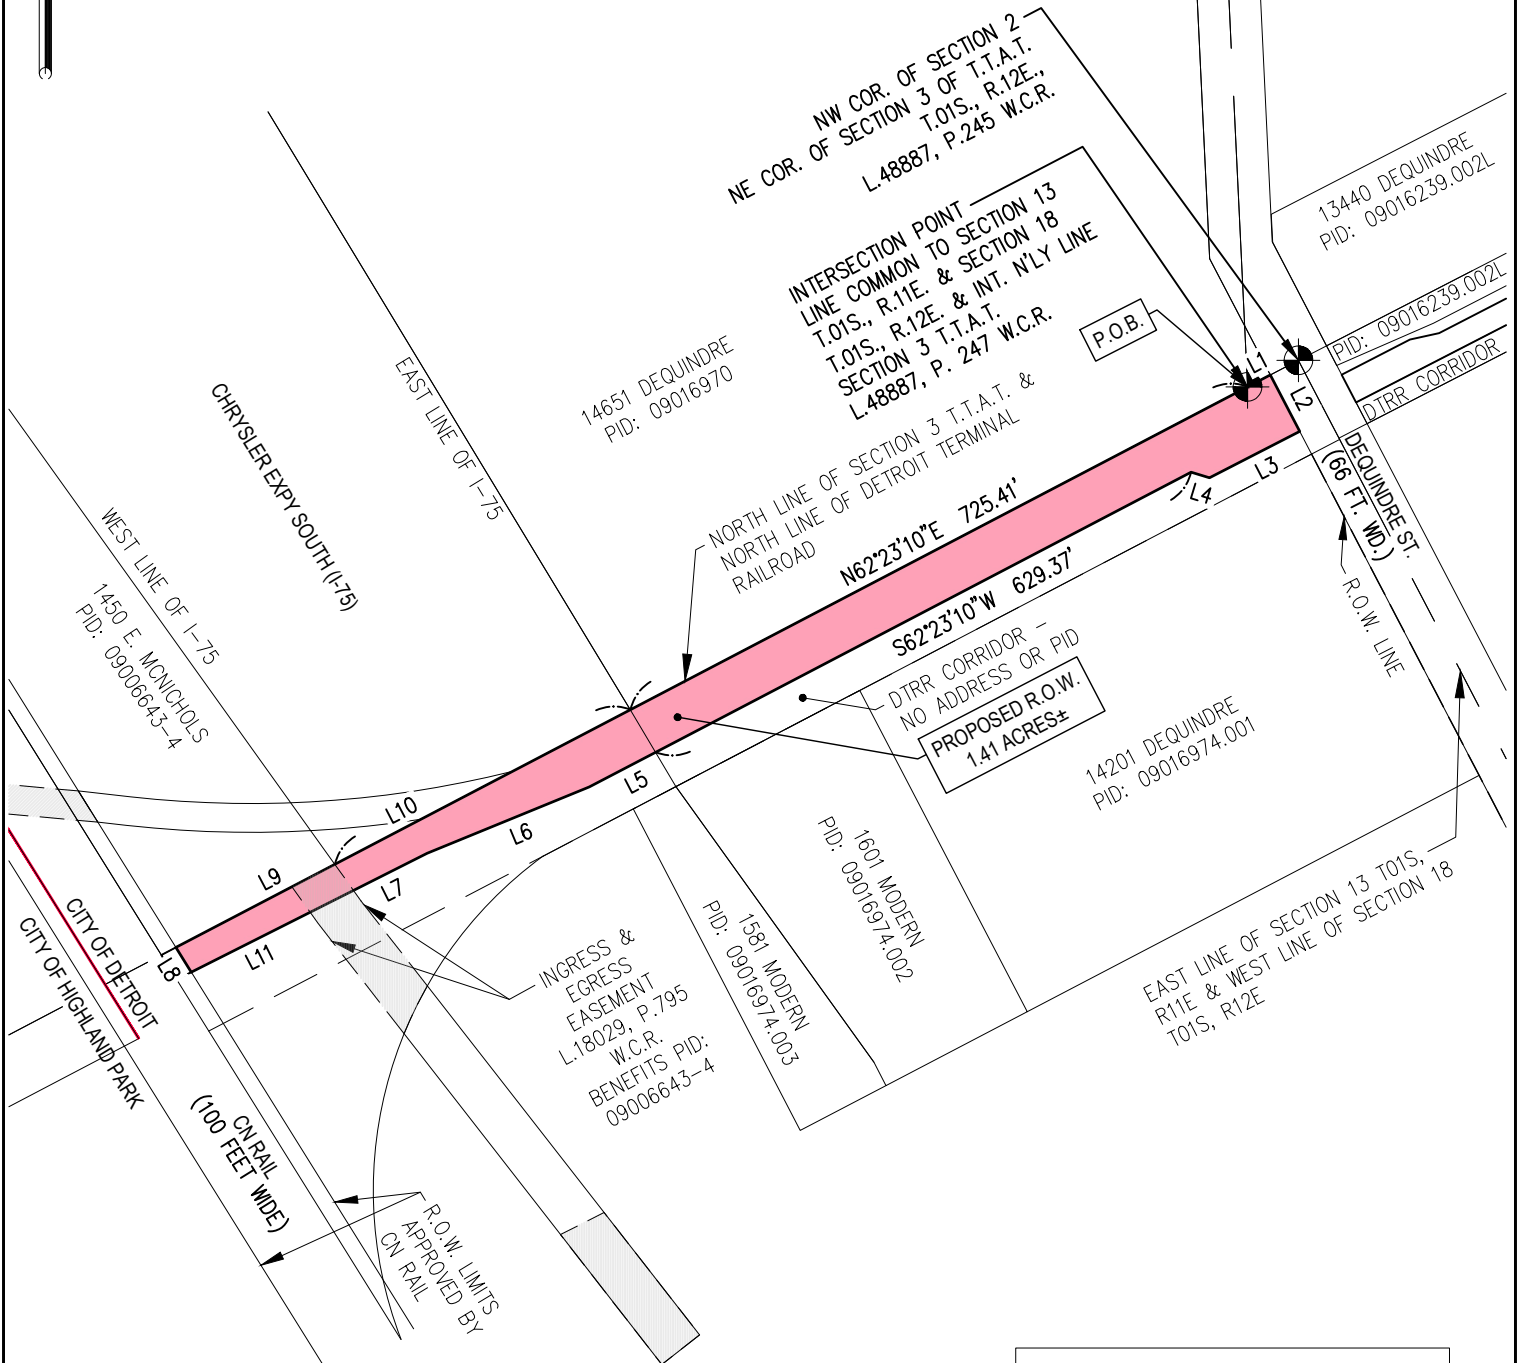 NW COR. OF SECTION 2
NE COR. OF SECTION 3 OF T.T.A.T.
T.01S., R.12E.,
L.48887, P.245 W.C.R.
INTERSECTION POINT
LINE COMMON TO SECTION 13
T.01S., R.11E. & SECTION 18
T.01S., R.12E. & INT. N'LY LINE
SECTION 3 T.T.A.T.
L.48887, P. 247 W.C.R.
13440 DEQUINDRE
PID: 09016239.002L
PID: 09016239.002L
DTRR CORRIDOR
P.O.B.
L1
L2
L3
L4
14651 DEQUINDRE
PID: 09016970
EAST LINE OF I-75
CHRYSLER EXPY SOUTH (I-75)
WEST LINE OF I-75
1450 E. MCNICHOLS
PID: 09006643-4
NORTH LINE OF SECTION 3 T.T.A.T. &
NORTH LINE OF DETROIT TERMINAL
RAILROAD
N62°23'10"E 725.41'
S62°23'10"W 629.37'
DEQUINDRE ST.
(66 FT. WD.)
R.O.W. LINE
DTRR CORRIDOR -
NO ADDRESS OR PID
PROPOSED R.O.W.
1.41 ACRES±
14201 DEQUINDRE
PID: 09016974.001
1601 MODERN
PID: 09016974.002
1581 MODERN
PID: 09016974.003
L5
L6
L7
L10
L9
L11
L8
INGRESS &
EGRESS
EASEMENT
L.18029, P.795
W.C.R.
BENEFITS PID:
09006643-4
EAST LINE OF SECTION 13 T01S,
R11E & WEST LINE OF SECTION 18
T01S, R12E
CITY OF DETROIT
CITY OF HIGHLAND PARK
CN RAIL
(100 FEET WIDE)
R.O.W. LIMITS
APPROVED BY
CN RAIL